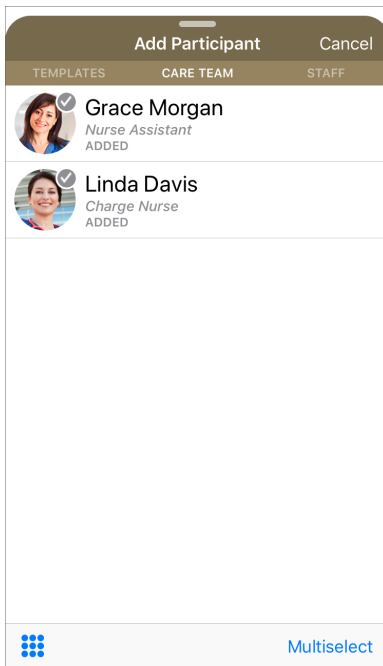 Add Participant Cancel
TEMPLATES CARE TEAM STAFF
Grace Morgan
Nurse Assistant
ADDED
Linda Davis
Charge Nurse
ADDED
Multiselect